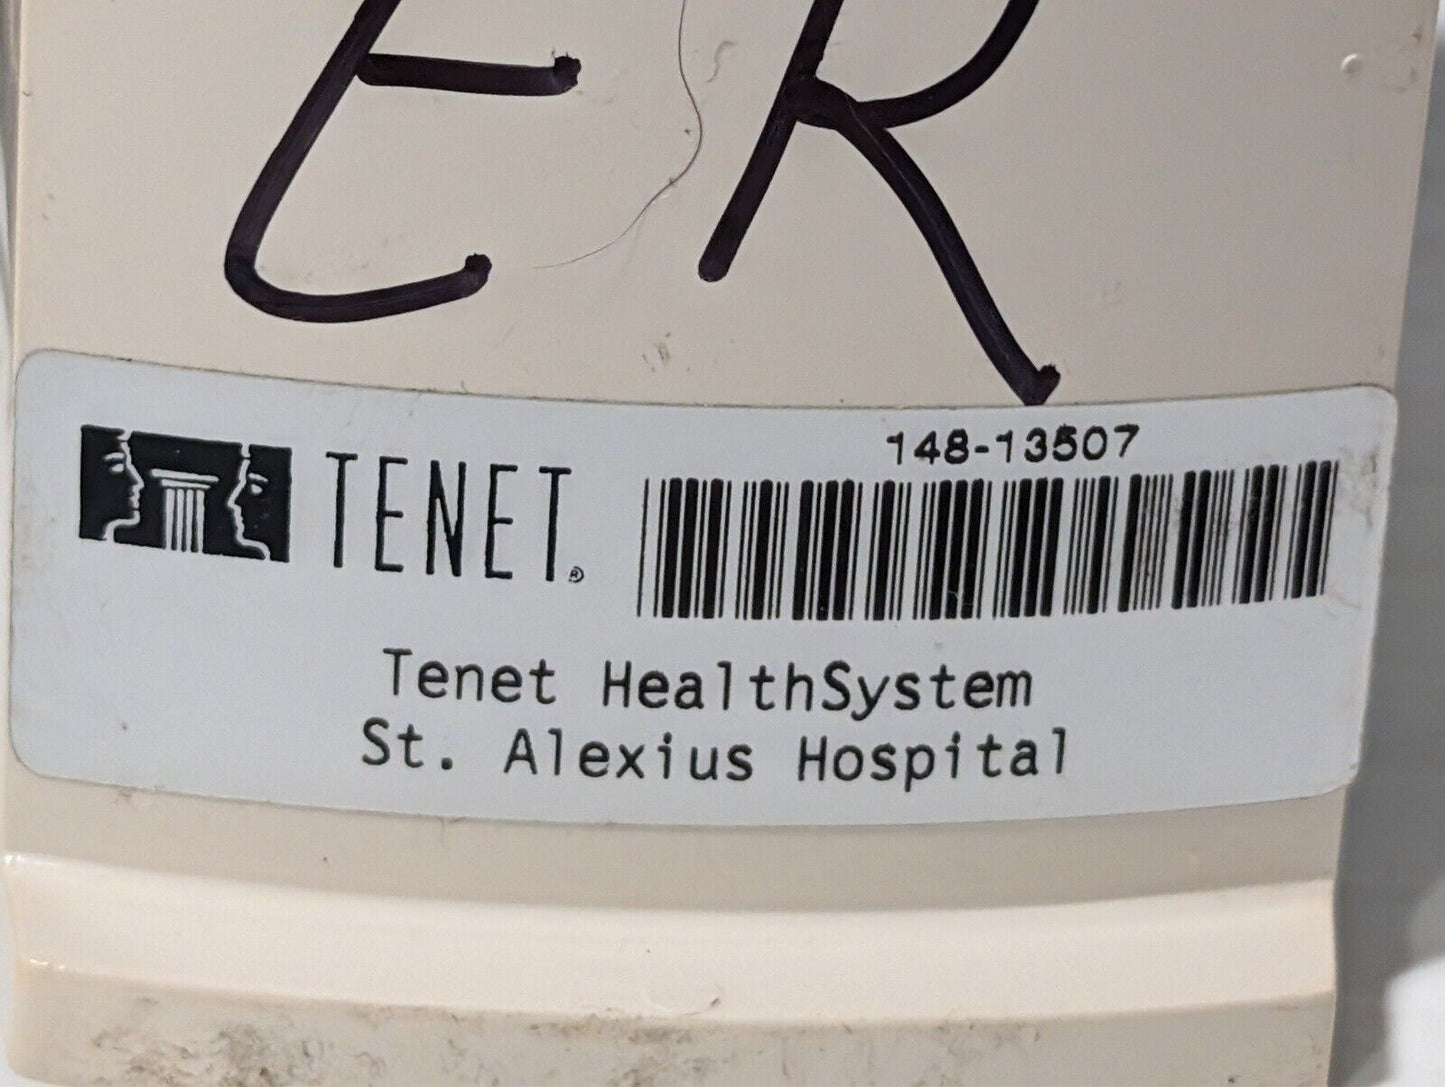 ER
148-13507
TENET®
Tenet HealthSystem
St. Alexius Hospital